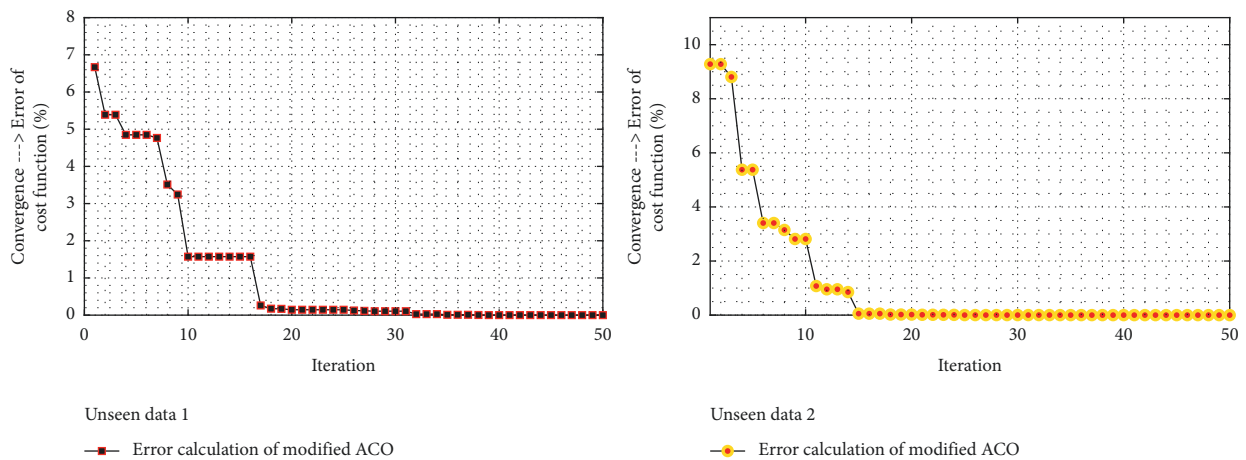 Convergence ---> Error of
cost function (%)
8
7
6
5
4
3
2
1
0
0 10 20 30 40 50
Iteration
Unseen data 1
Error calculation of modified ACO
Convergence ---> Error of
cost function (%)
10
8
6
4
2
0
10 20 30 40 50
Iteration
Unseen data 2
Error calculation of modified ACO